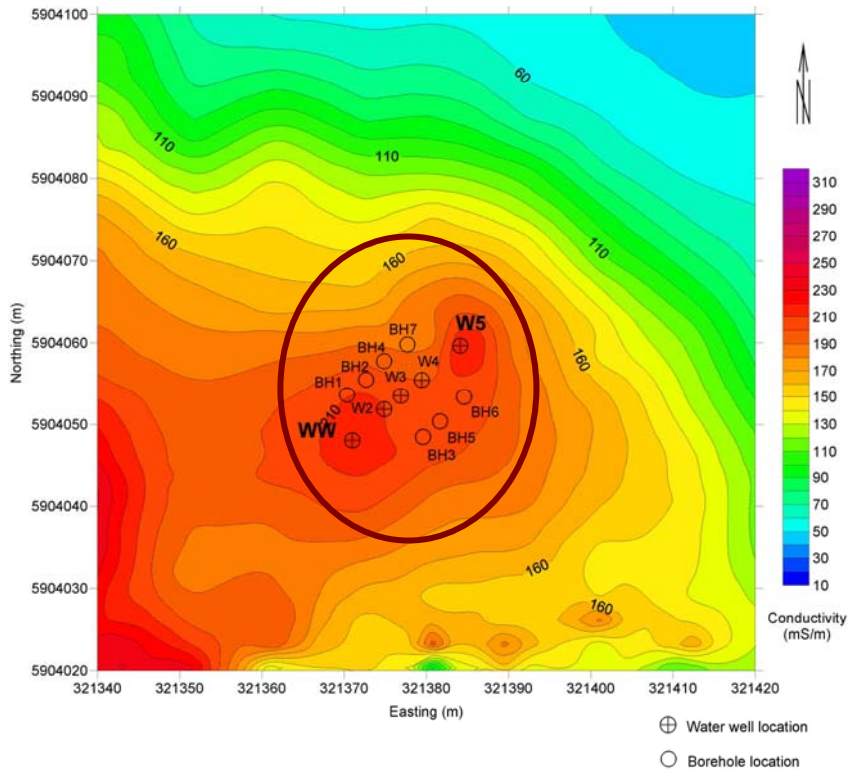 5904100
5904090
5904080
5904070
5904060
5904050
5904040
5904030
5904020
Northing (m)
321340 321350 321360 321370 321380 321390 321400 321410 321420
Easting (m)
60
110
110
110
160
160
160
160
160
210
W5
BH7
BH4
W4
BH2
W3
BH1
W2
BH6
WW
BH5
BH3
N
310
290
270
250
230
210
190
170
150
130
110
90
70
50
30
10
Conductivity
(mS/m)
Water well location
Borehole location